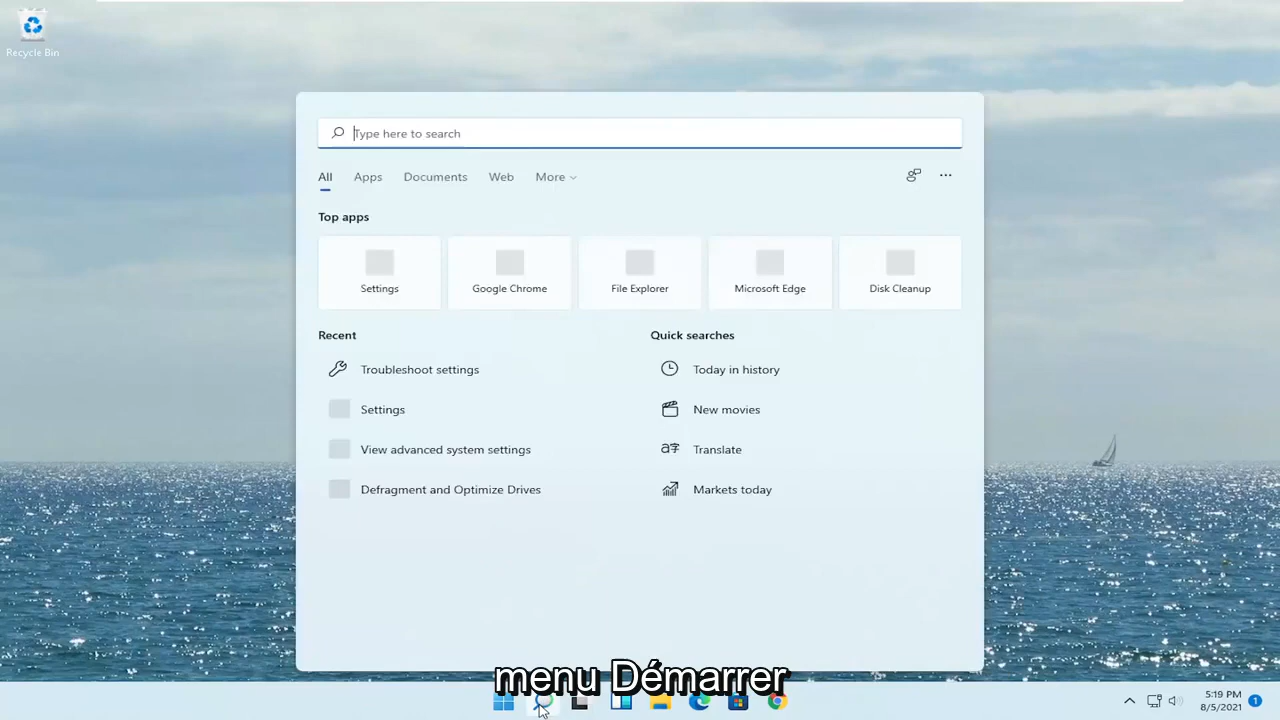 Recycle Bin
Type here to search
All Apps Documents Web More
Top apps
Settings Google Chrome File Explorer Microsoft Edge Disk Cleanup
Recent Quick searches
Troubleshoot settings Today in history
Settings New movies
View advanced system settings Translate
Defragment and Optimize Drives Markets today
menu Démarrer
5:19 PM
8/5/2021 1